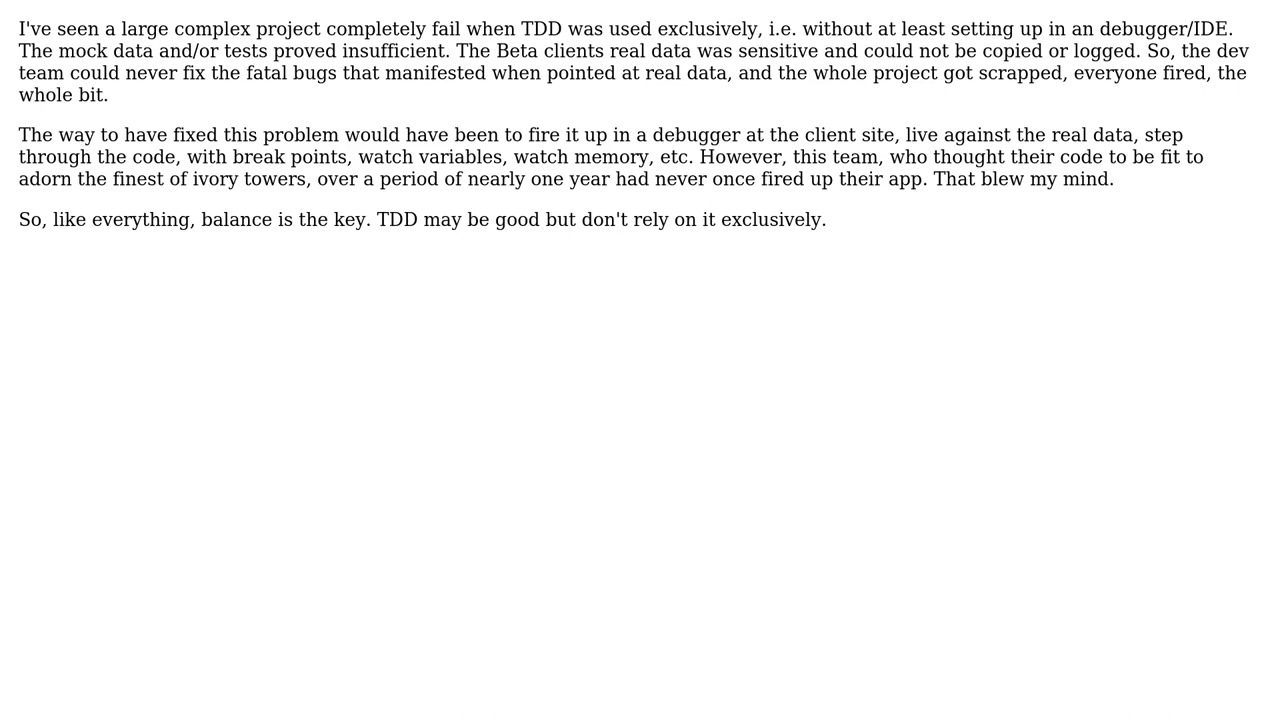 I've seen a large complex project completely fail when TDD was used exclusively, i.e. without at least setting up in an debugger/IDE.
The mock data and/or tests proved insufficient. The Beta clients real data was sensitive and could not be copied or logged. So, the dev
team could never fix the fatal bugs that manifested when pointed at real data, and the whole project got scrapped, everyone fired, the
whole bit.
The way to have fixed this problem would have been to fire it up in a debugger at the client site, live against the real data, step
through the code, with break points, watch variables, watch memory, etc. However, this team, who thought their code to be fit to
adorn the finest of ivory towers, over a period of nearly one year had never once fired up their app. That blew my mind.
So, like everything, balance is the key. TDD may be good but don't rely on it exclusively.